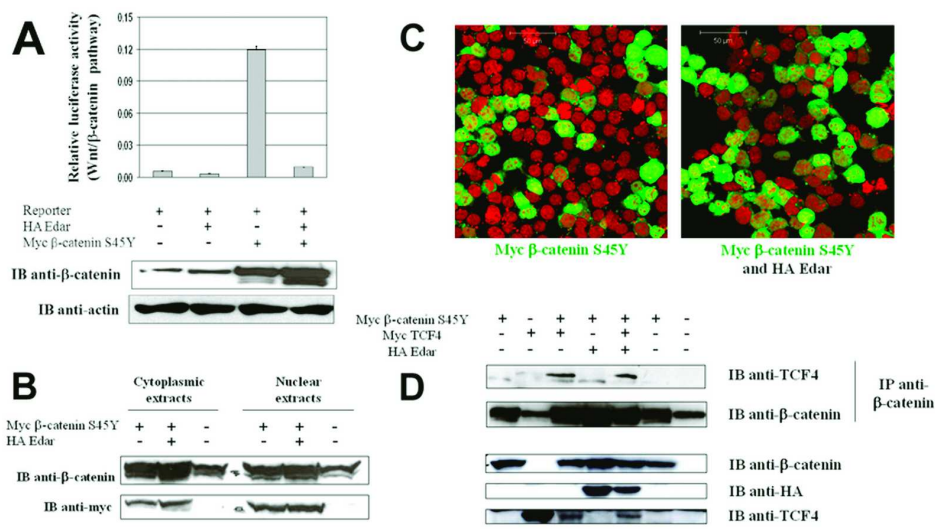 A
Relative luciferase activity
(Wnt/β-catenin pathway)
0.15
0.12
0.09
0.06
0.03
0.00
Reporter + + + +
HA Edar - + - +
Myc β-catenin S45Y - - + +
IB anti-β-catenin
IB anti-actin
B
Cytoplasmic extracts
Nuclear extracts
Myc β-catenin S45Y + + - + + -
HA Edar - + - - + -
IB anti-β-catenin
IB anti-myc
C
50 µm
50 µm
Myc β-catenin S45Y
Myc β-catenin S45Y
and HA Edar
D
Myc β-catenin S45Y + - + + + + -
Myc TCF4 - + + - + - -
HA Edar - - - + + - -
IB anti-TCF4
IB anti-β-catenin
IP anti-
β-catenin
IB anti-β-catenin
IB anti-HA
IB anti-TCF4